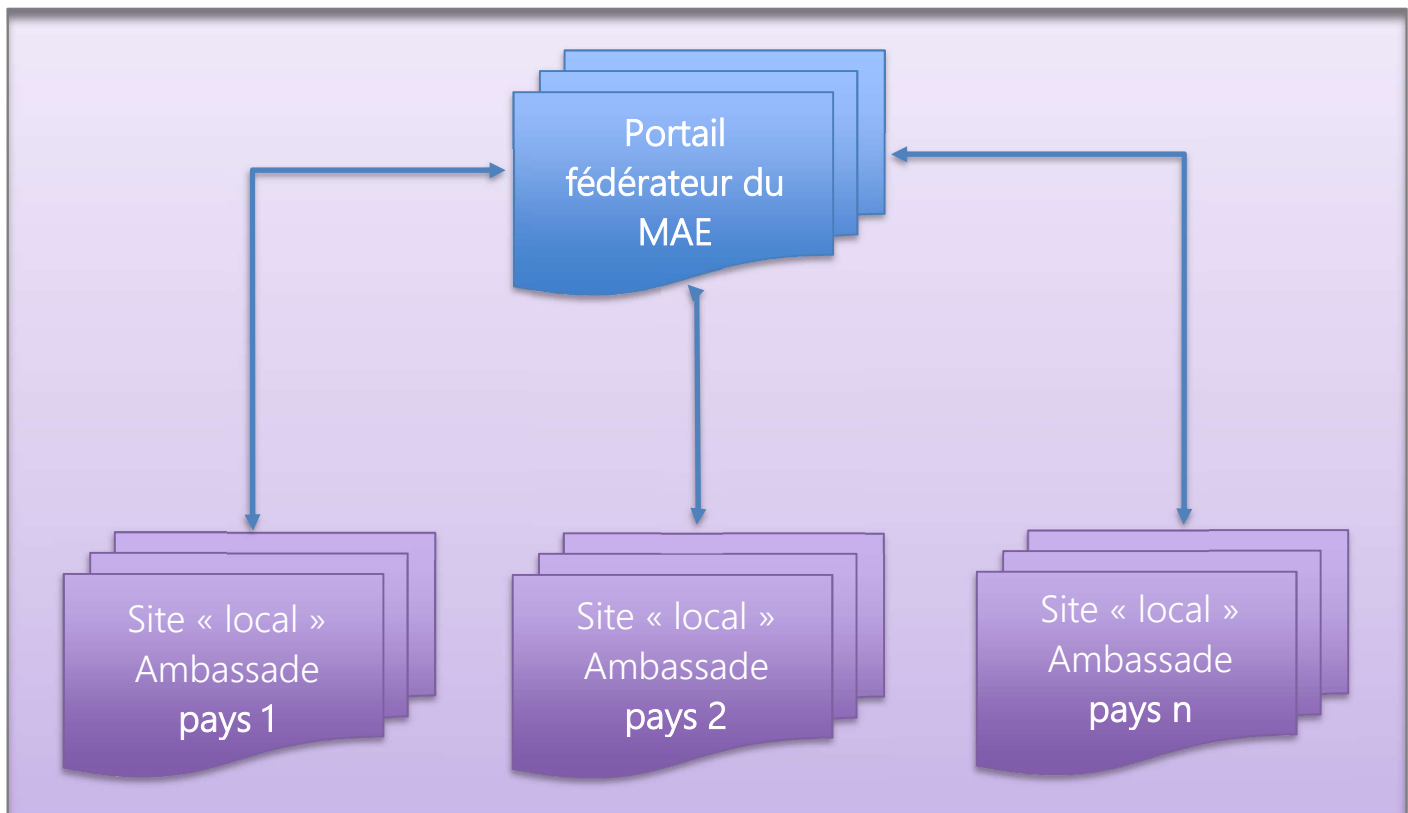 Portail
fédérateur du
MAE
Site « local »
Ambassade
pays 1
Site « local »
Ambassade
pays 2
Site « local »
Ambassade
pays n